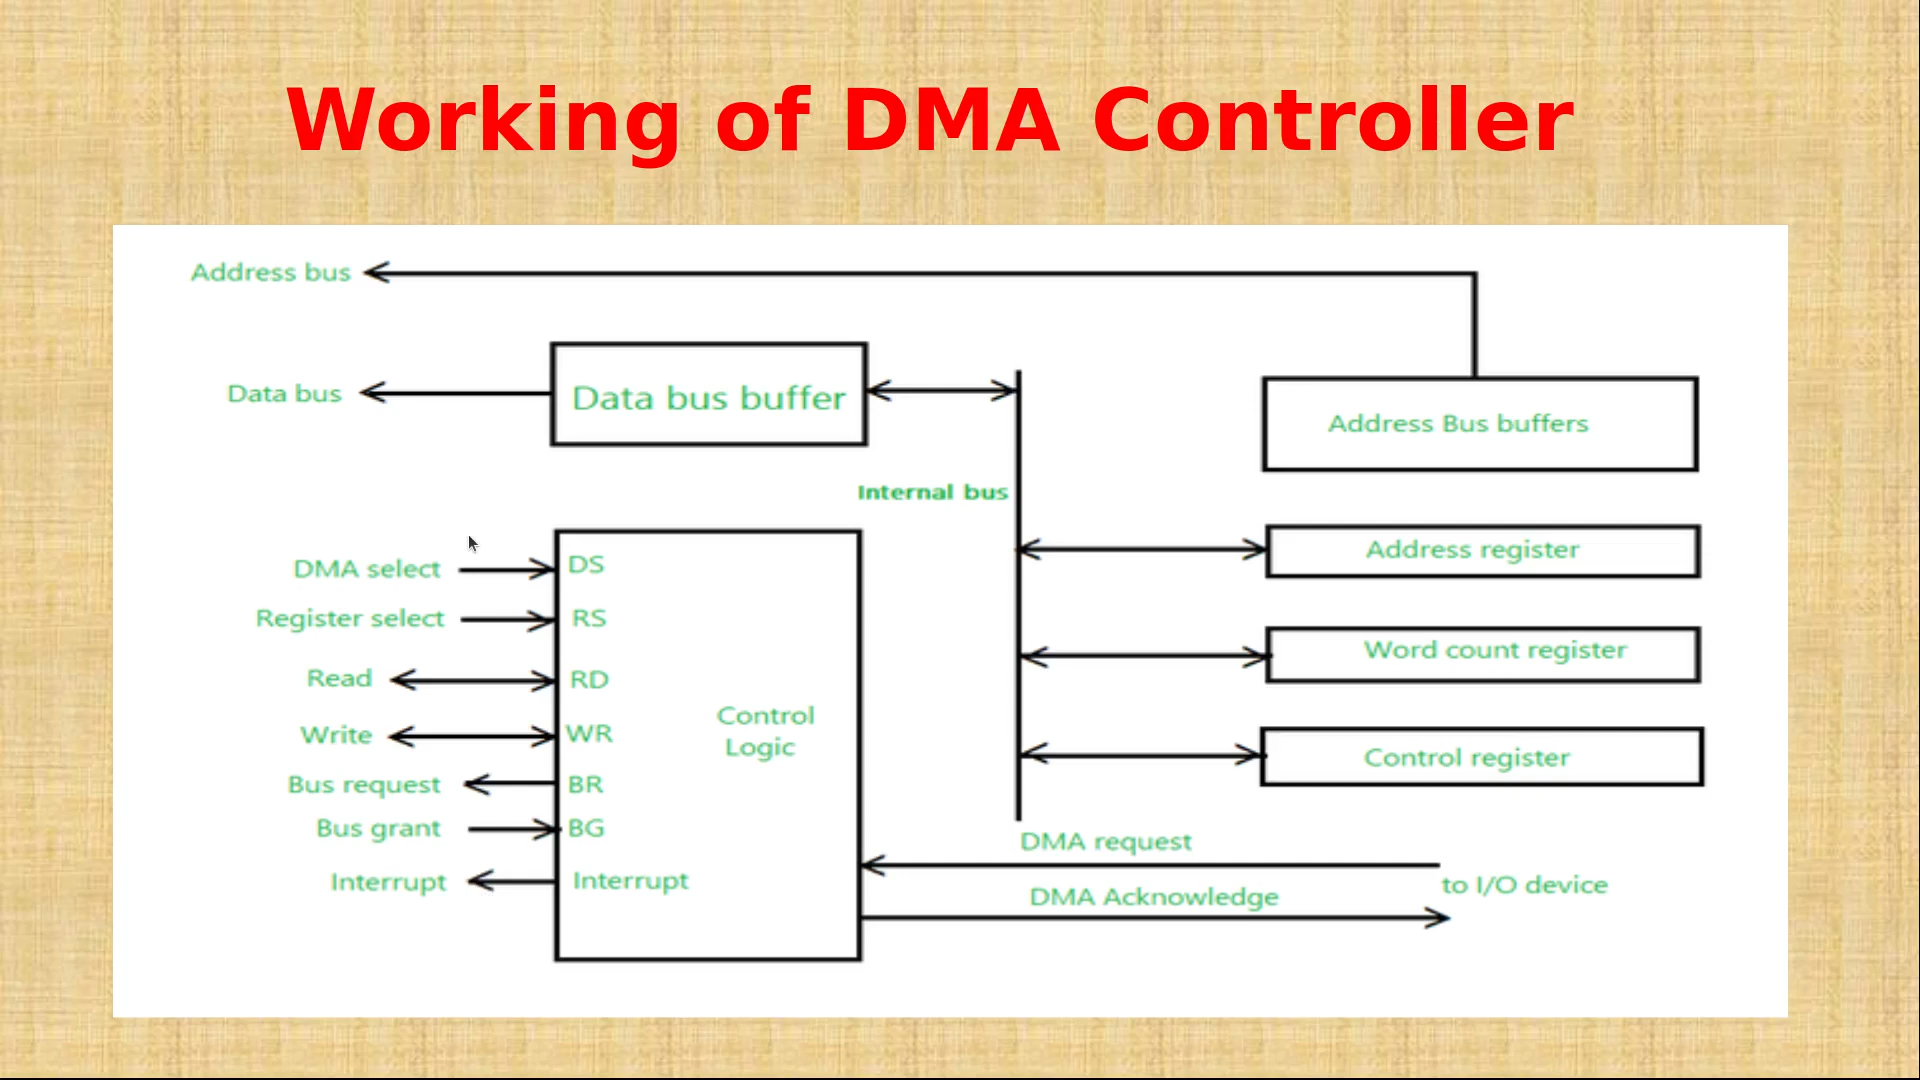 Working of DMA Controller
Address bus
Data bus
Data bus buffer
Address Bus buffers
Internal bus
Address register
Word count register
Control register
DMA select
DS
Register select
RS
Read
RD
Write
WR
Bus request
BR
Bus grant
BG
Interrupt
Interrupt
Control
Logic
DMA request
DMA Acknowledge
to I/O device